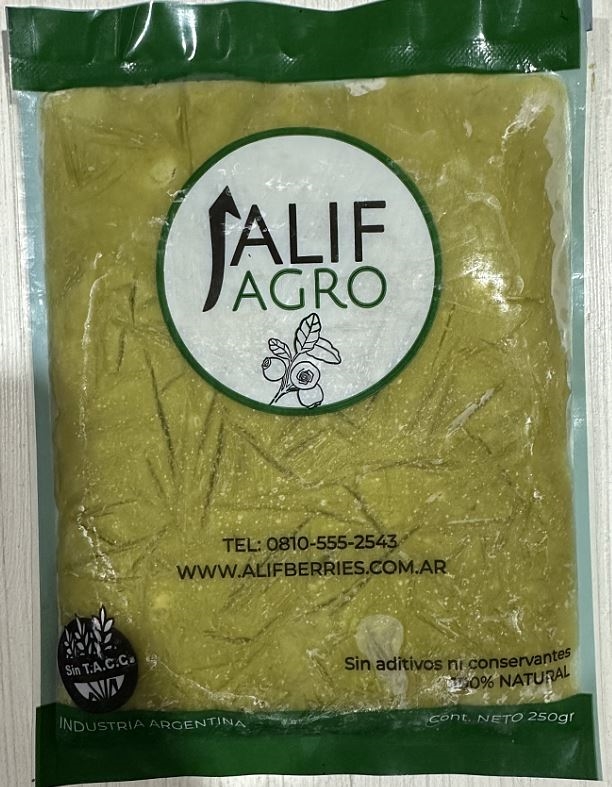 ALIF
AGRO
TEL: 0810-555-2543
WWW.ALIFBERRIES.COM.AR
Sin T.A.C.C.
Sin aditivos ni conservantes
100% NATURAL
INDUSTRIA ARGENTINA
Cont. NETO 250gr